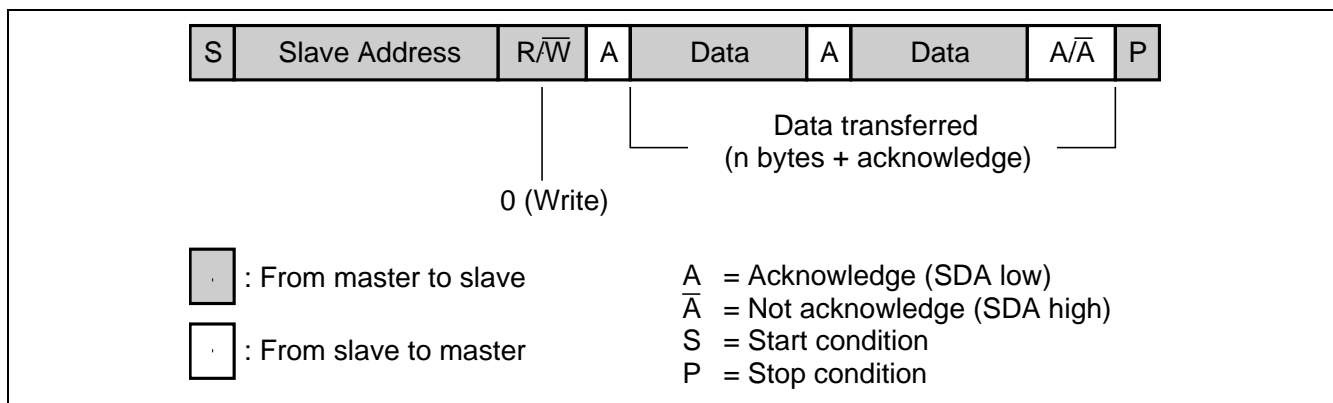 S Slave Address R/W̅ A Data A Data A/A̅ P
Data transferred
(n bytes + acknowledge)
0 (Write)
: From master to slave
: From slave to master
A = Acknowledge (SDA low)
A̅ = Not acknowledge (SDA high)
S = Start condition
P = Stop condition